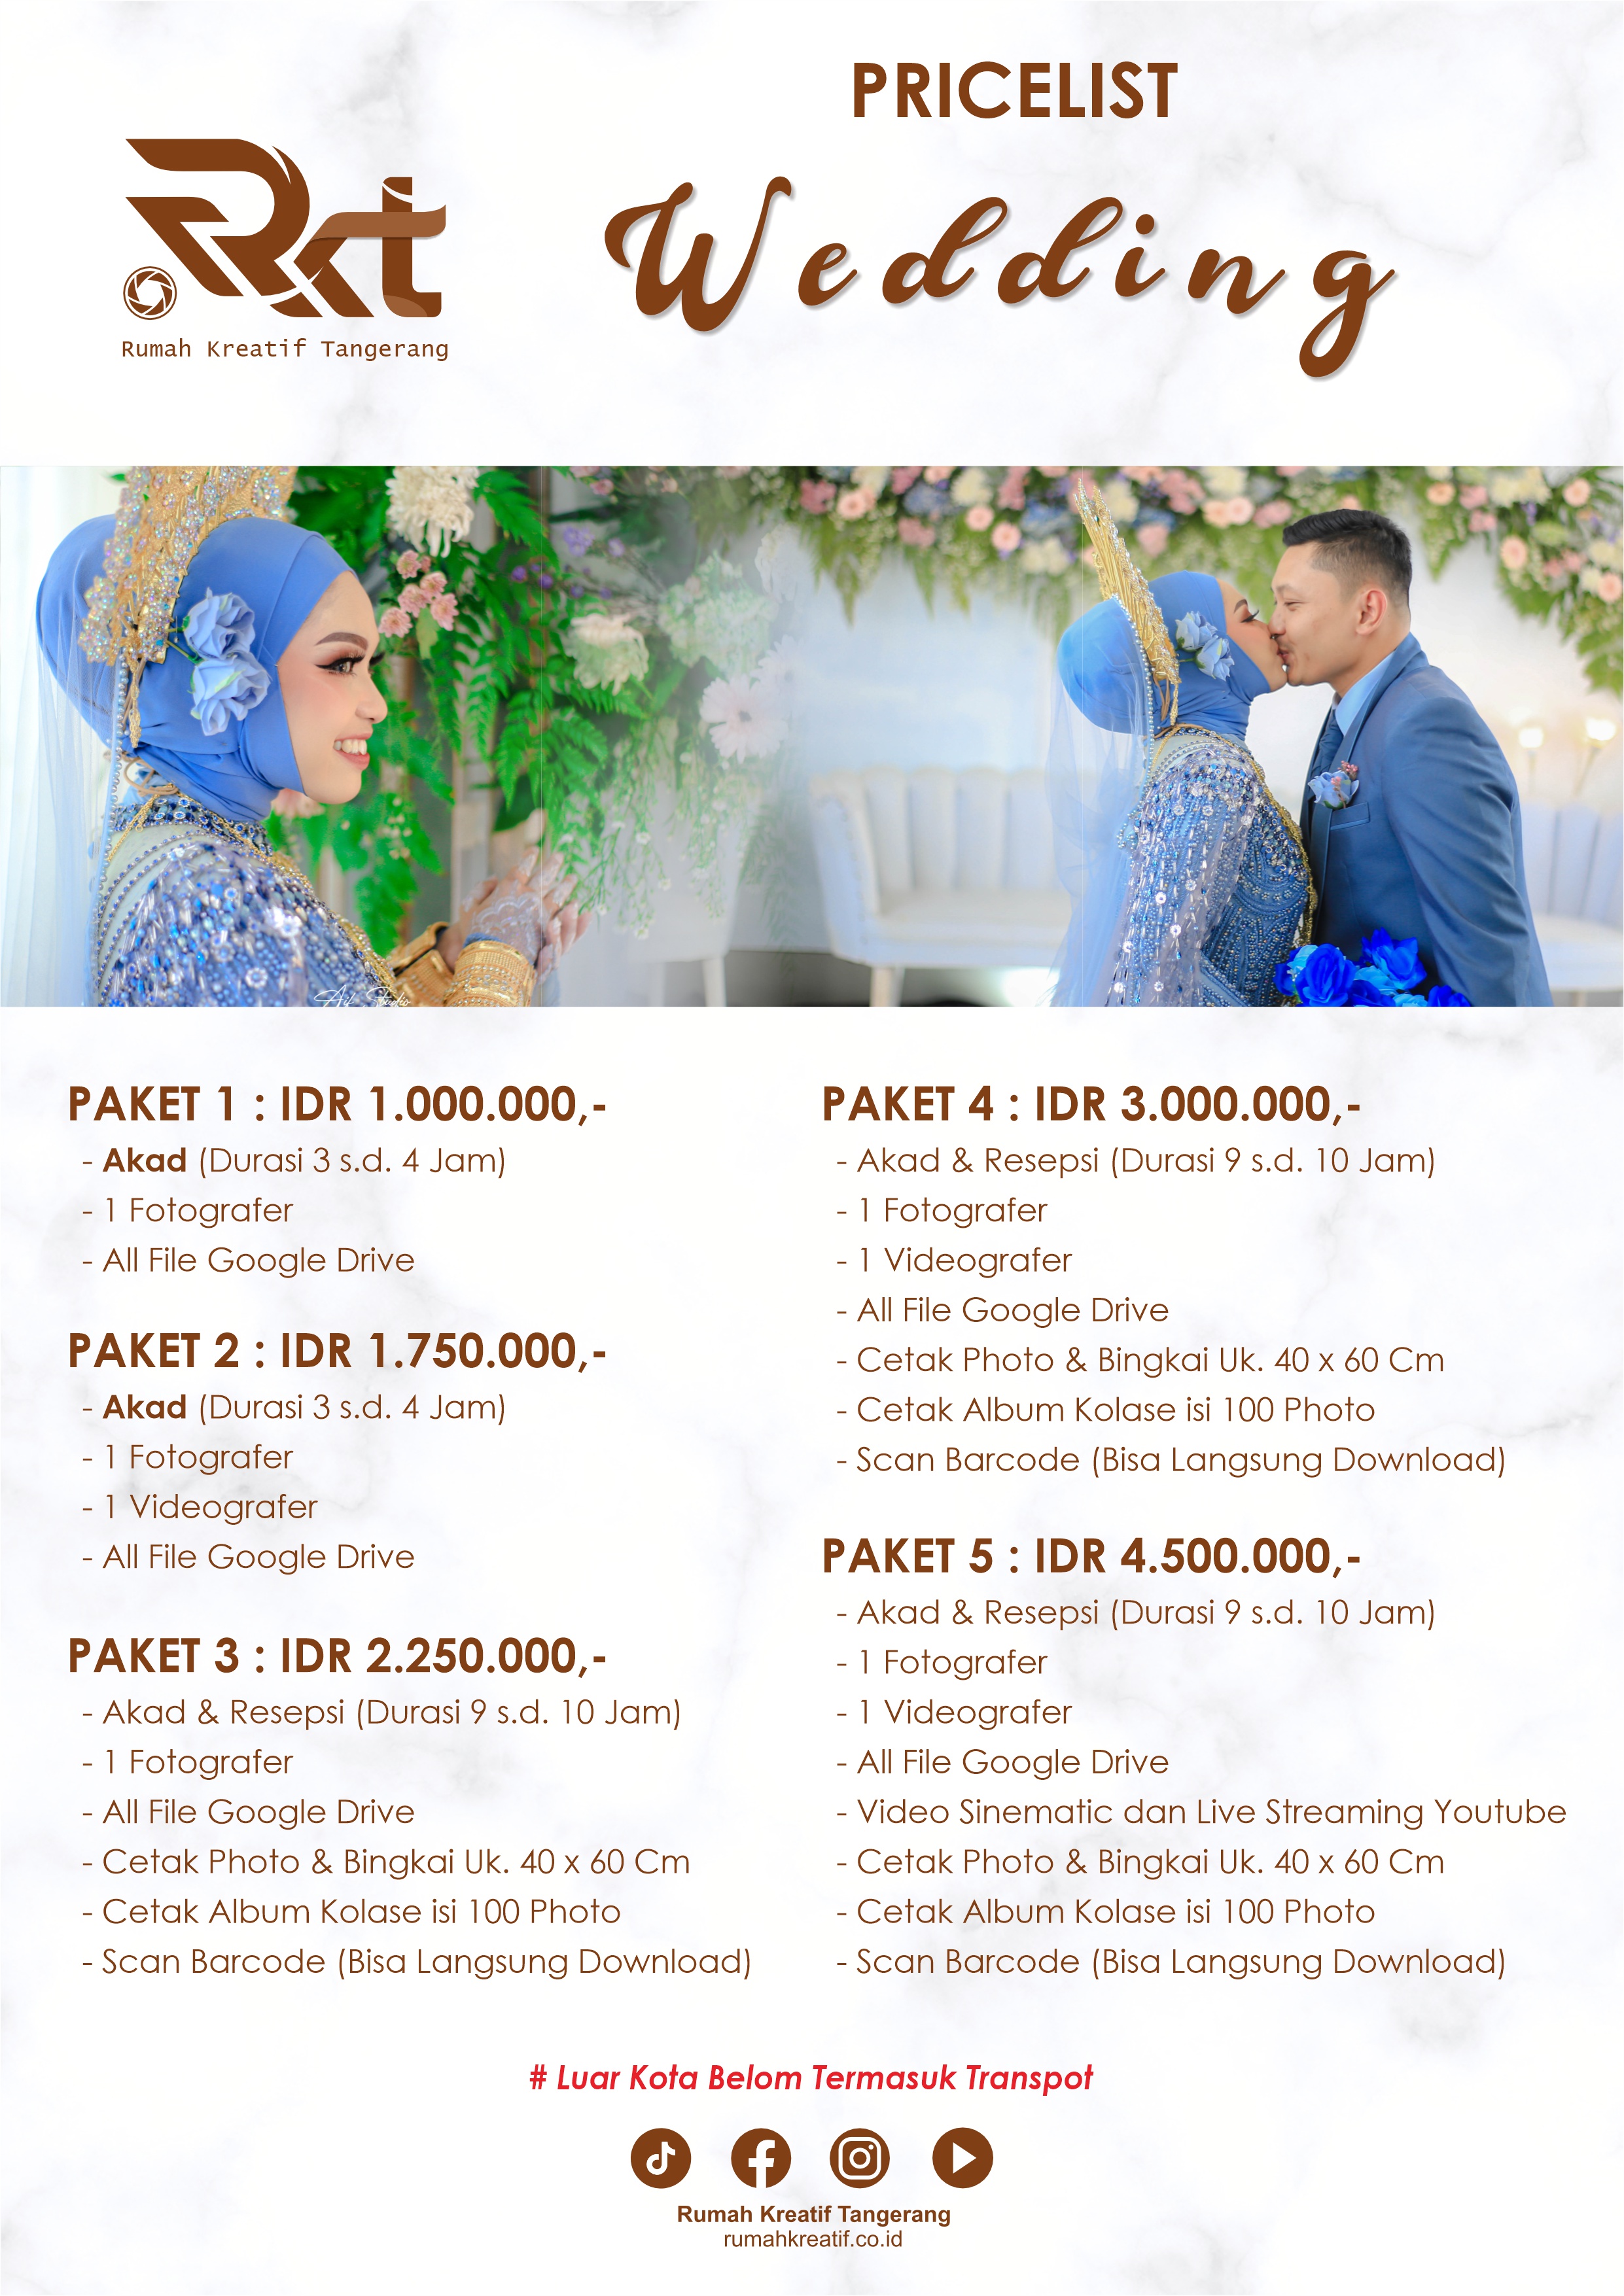 PRICELIST
Wedding
Rkt
Rumah Kreatif Tangerang
PAKET 1 : IDR 1.000.000,-
- Akad (Durasi 3 s.d. 4 Jam)
- 1 Fotografer
- All File Google Drive
PAKET 2 : IDR 1.750.000,-
- Akad (Durasi 3 s.d. 4 Jam)
- 1 Fotografer
- 1 Videografer
- All File Google Drive
PAKET 3 : IDR 2.250.000,-
- Akad & Resepsi (Durasi 9 s.d. 10 Jam)
- 1 Fotografer
- All File Google Drive
- Cetak Photo & Bingkai Uk. 40 x 60 Cm
- Cetak Album Kolase isi 100 Photo
- Scan Barcode (Bisa Langsung Download)
PAKET 4 : IDR 3.000.000,-
- Akad & Resepsi (Durasi 9 s.d. 10 Jam)
- 1 Fotografer
- 1 Videografer
- All File Google Drive
- Cetak Photo & Bingkai Uk. 40 x 60 Cm
- Cetak Album Kolase isi 100 Photo
- Scan Barcode (Bisa Langsung Download)
PAKET 5 : IDR 4.500.000,-
- Akad & Resepsi (Durasi 9 s.d. 10 Jam)
- 1 Fotografer
- 1 Videografer
- All File Google Drive
- Video Sinematic dan Live Streaming Youtube
- Cetak Photo & Bingkai Uk. 40 x 60 Cm
- Cetak Album Kolase isi 100 Photo
- Scan Barcode (Bisa Langsung Download)
# Luar Kota Belom Termasuk Transpot
Rumah Kreatif Tangerang
rumahkreatif.co.id